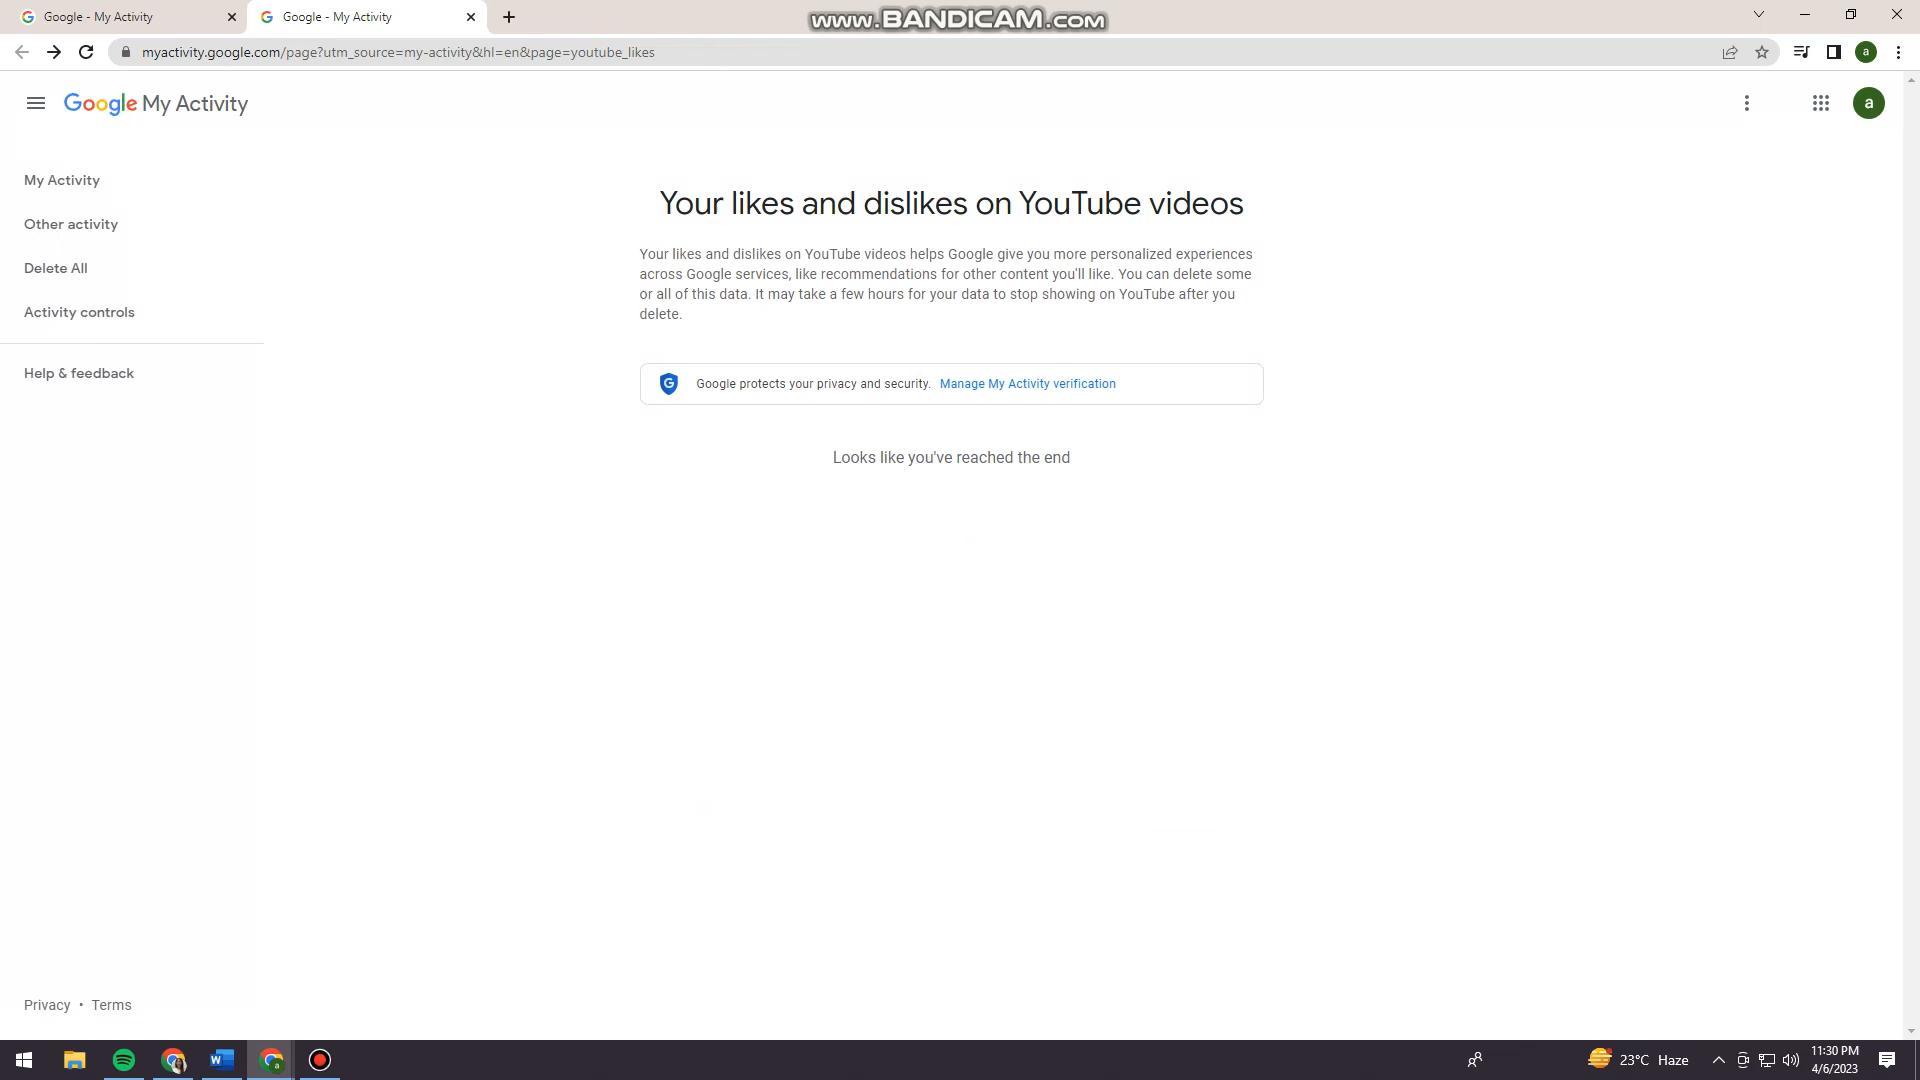 Google - My Activity
Google - My Activity
www.BANDICAM.com
myactivity.google.com/page?utm_source=my-activity&hl=en&page=youtube_likes
a
Google My Activity
a
My Activity
Other activity
Delete All
Activity controls
Help & feedback
Your likes and dislikes on YouTube videos
Your likes and dislikes on YouTube videos helps Google give you more personalized experiences
across Google services, like recommendations for other content you'll like. You can delete some
or all of this data. It may take a few hours for your data to stop showing on YouTube after you
delete.
G
Google protects your privacy and security. Manage My Activity verification
Looks like you've reached the end
Privacy • Terms
W
a
23°C Haze
11:30 PM
4/6/2023